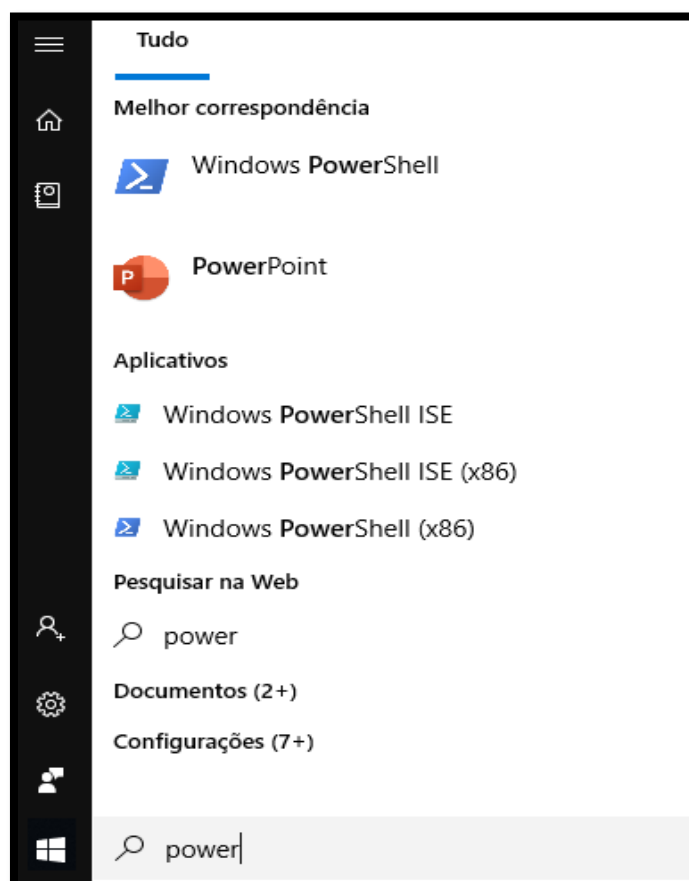 Tudo
Melhor correspondência
Windows PowerShell
PowerPoint
Aplicativos
Windows PowerShell ISE
Windows PowerShell ISE (x86)
Windows PowerShell (x86)
Pesquisar na Web
power
Documentos (2+)
Configurações (7+)
power